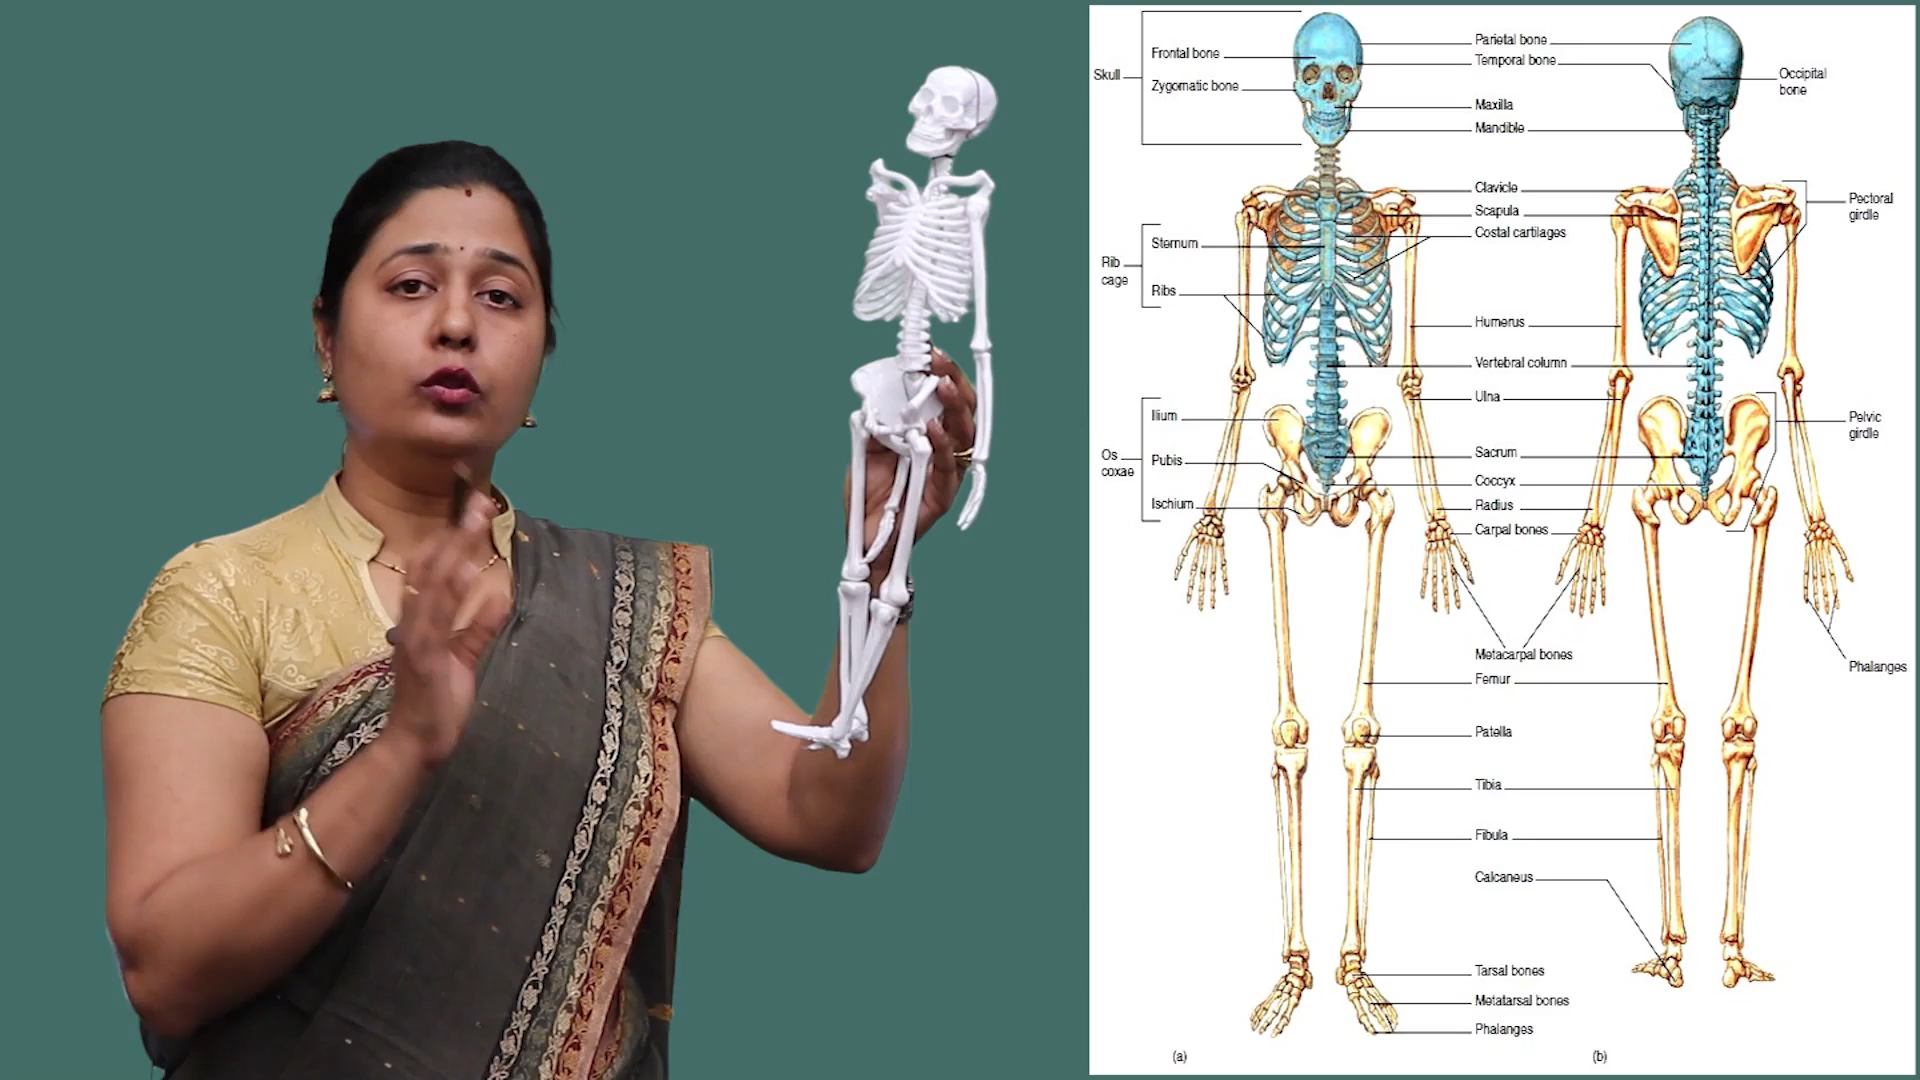 Skull
Frontal bone
Zygomatic bone
Parietal bone
Temporal bone
Maxilla
Mandible
Occipital
bone
Clavicle
Scapula
Costal cartilages
Pectoral
girdle
Rib
cage
Sternum
Ribs
Humerus
Vertebral column
Ulna
Os
coxae
Ilium
Pubis
Ischium
Sacrum
Coccyx
Radius
Carpal bones
Pelvic
girdle
Metacarpal bones
Phalanges
Femur
Patella
Tibia
Fibula
Calcaneus
Tarsal bones
Metatarsal bones
Phalanges
(a)
(b)